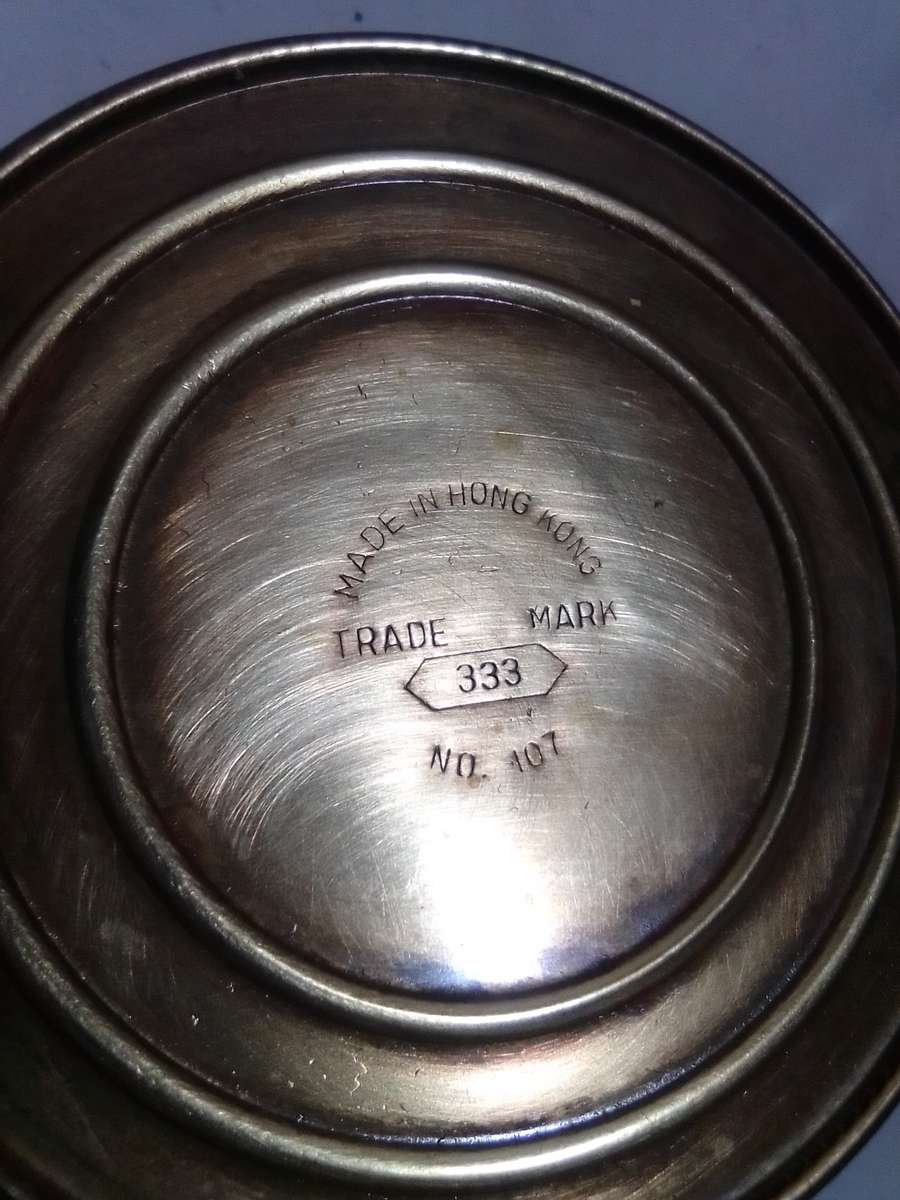 MADE IN HONG KONG
TRADE MARK
333
NO. 107